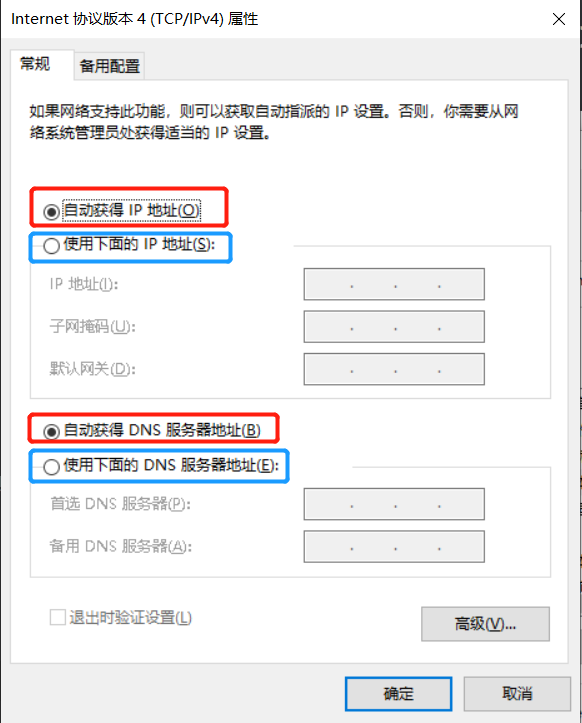 Internet 协议版本 4 (TCP/IPv4) 属性
常规
备用配置
如果网络支持此功能，则可以获取自动指派的 IP 设置。否则，你需要从网
络系统管理员处获得适当的 IP 设置。
自动获得 IP 地址(O)
使用下面的 IP 地址(S):
IP 地址(I):
子网掩码(U):
默认网关(D):
自动获得 DNS 服务器地址(B)
使用下面的 DNS 服务器地址(E):
首选 DNS 服务器(P):
备用 DNS 服务器(A):
退出时验证设置(L)
高级(V)...
确定
取消